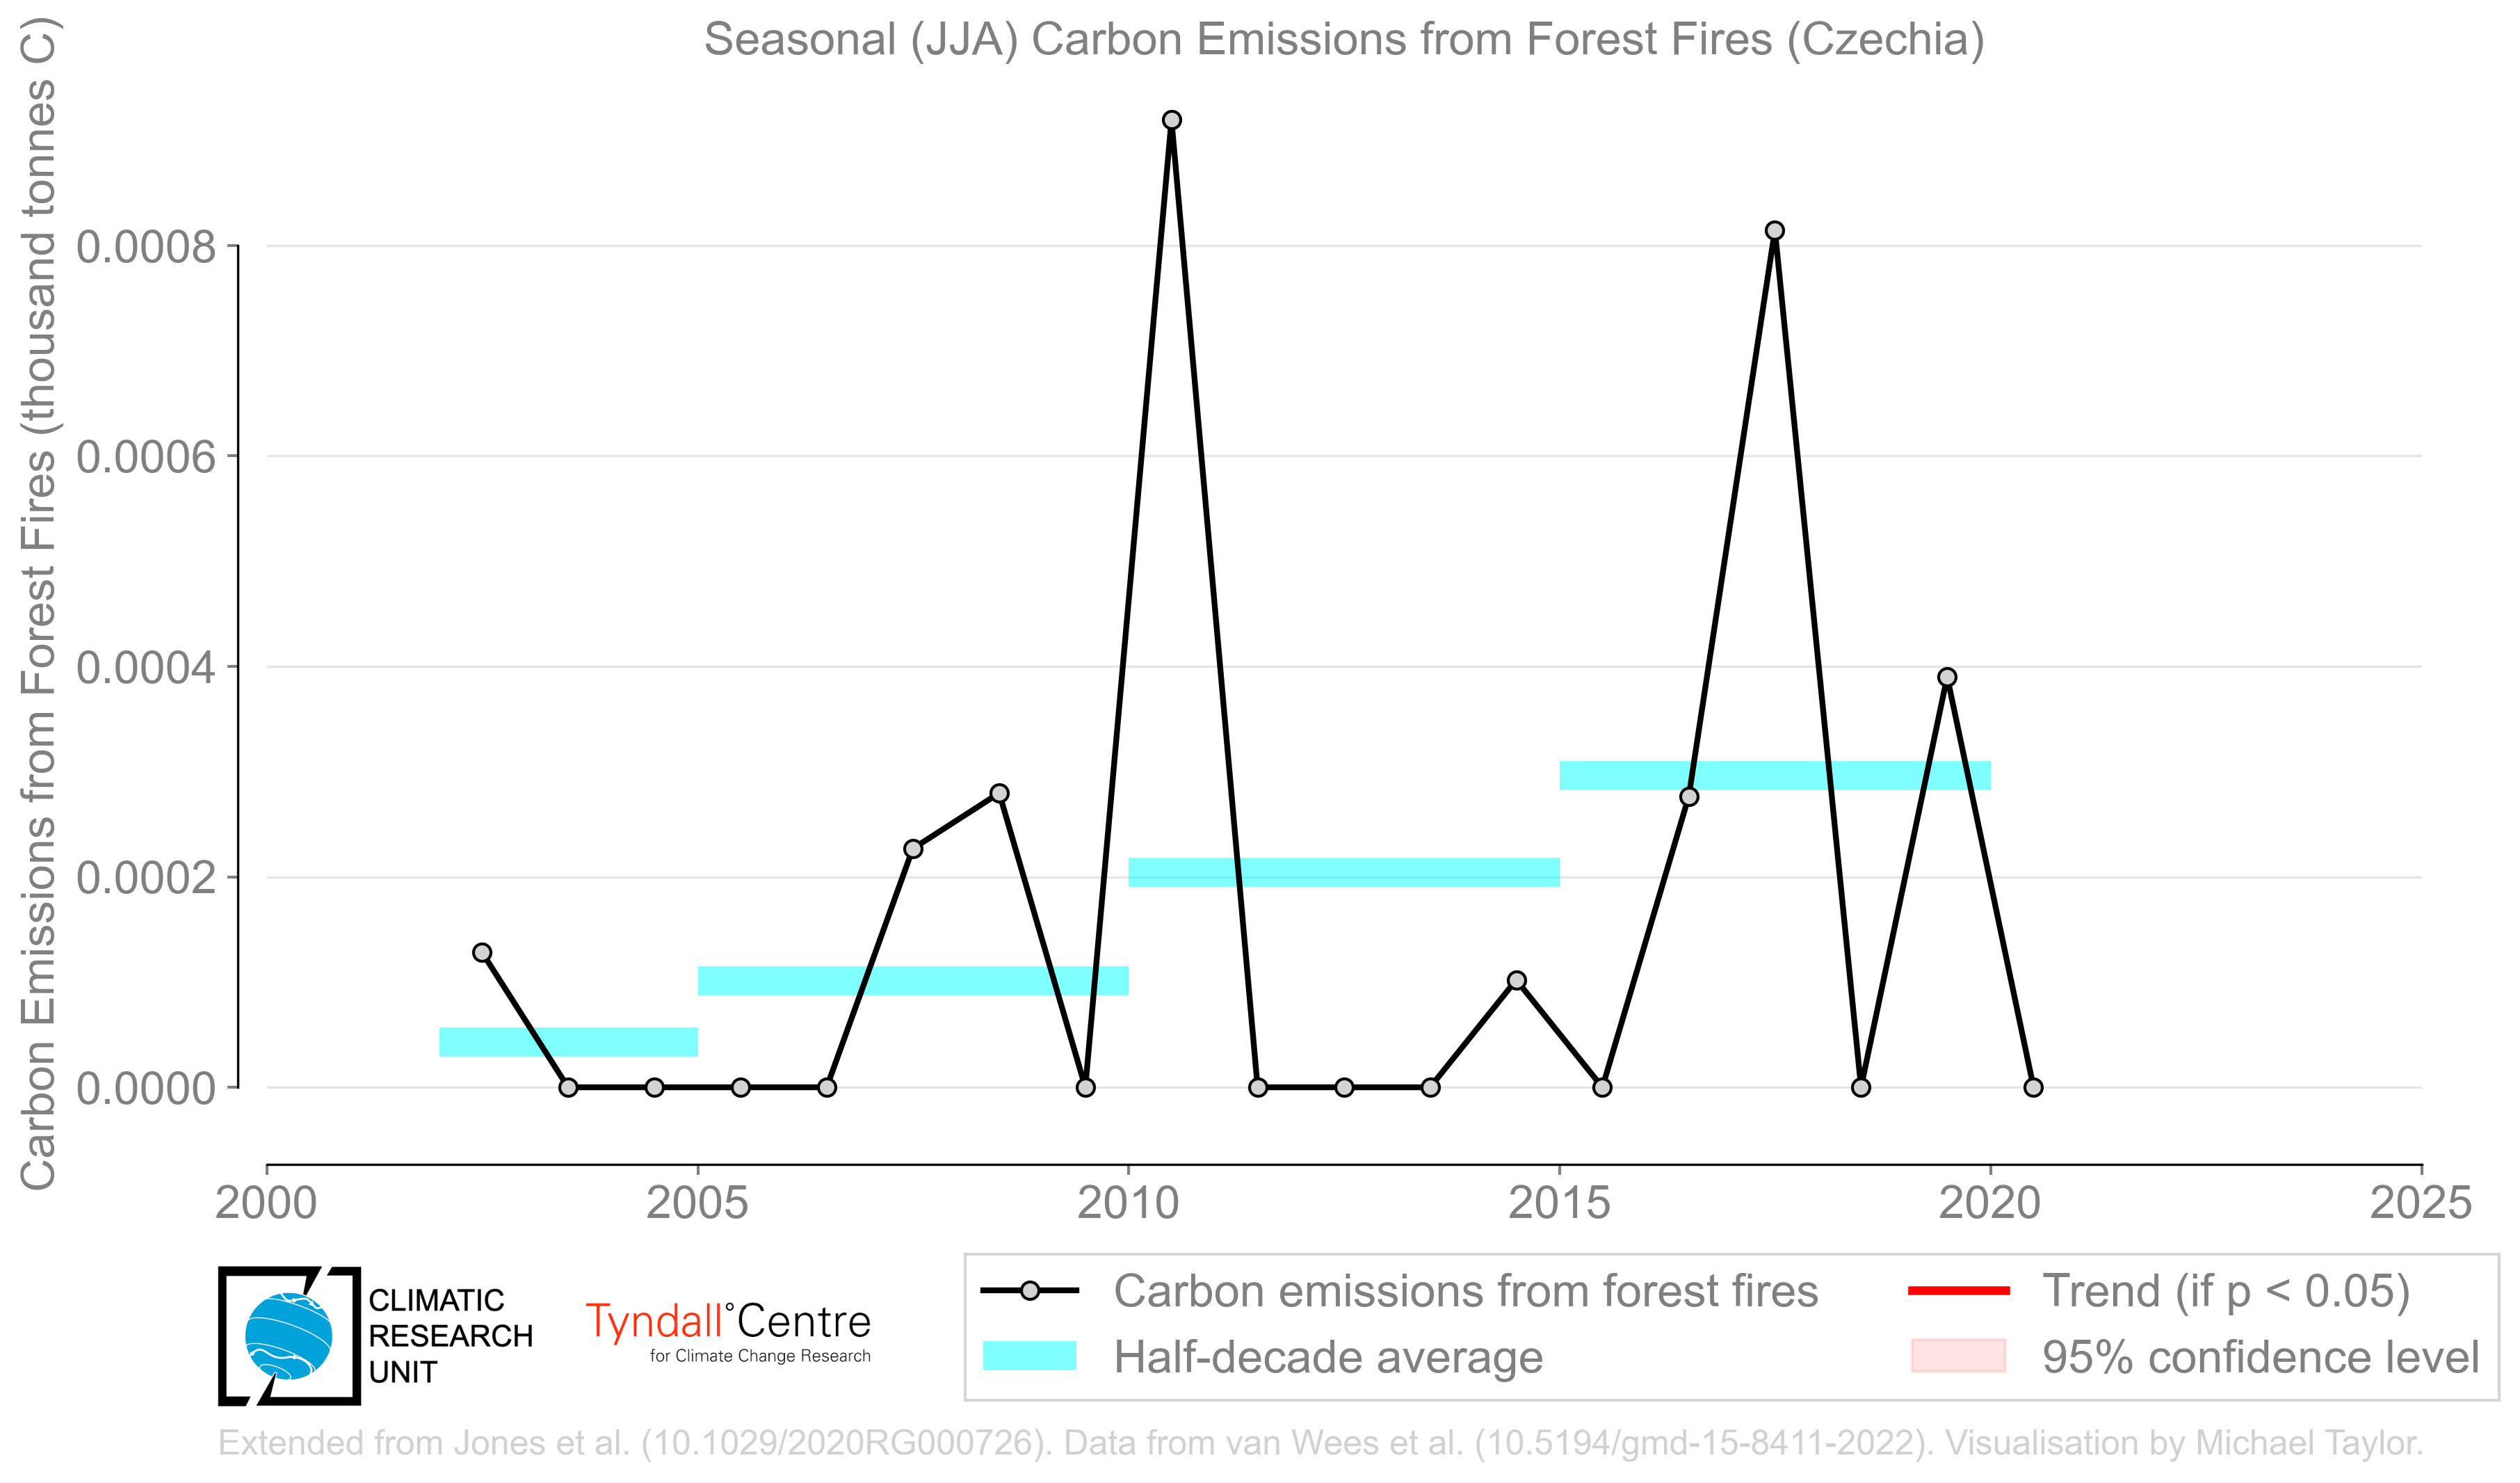 Seasonal (JJA) Carbon Emissions from Forest Fires (Czechia)
Carbon Emissions from Forest Fires (thousand tonnes C)
0.0008
0.0006
0.0004
0.0002
0.0000
2000 2005 2010 2015 2020 2025
CLIMATIC
RESEARCH
UNIT
Tyndall°Centre
for Climate Change Research
Carbon emissions from forest fires
Half-decade average
Trend (if p < 0.05)
95% confidence level
Extended from Jones et al. (10.1029/2020RG000726). Data from van Wees et al. (10.5194/gmd-15-8411-2022). Visualisation by Michael Taylor.